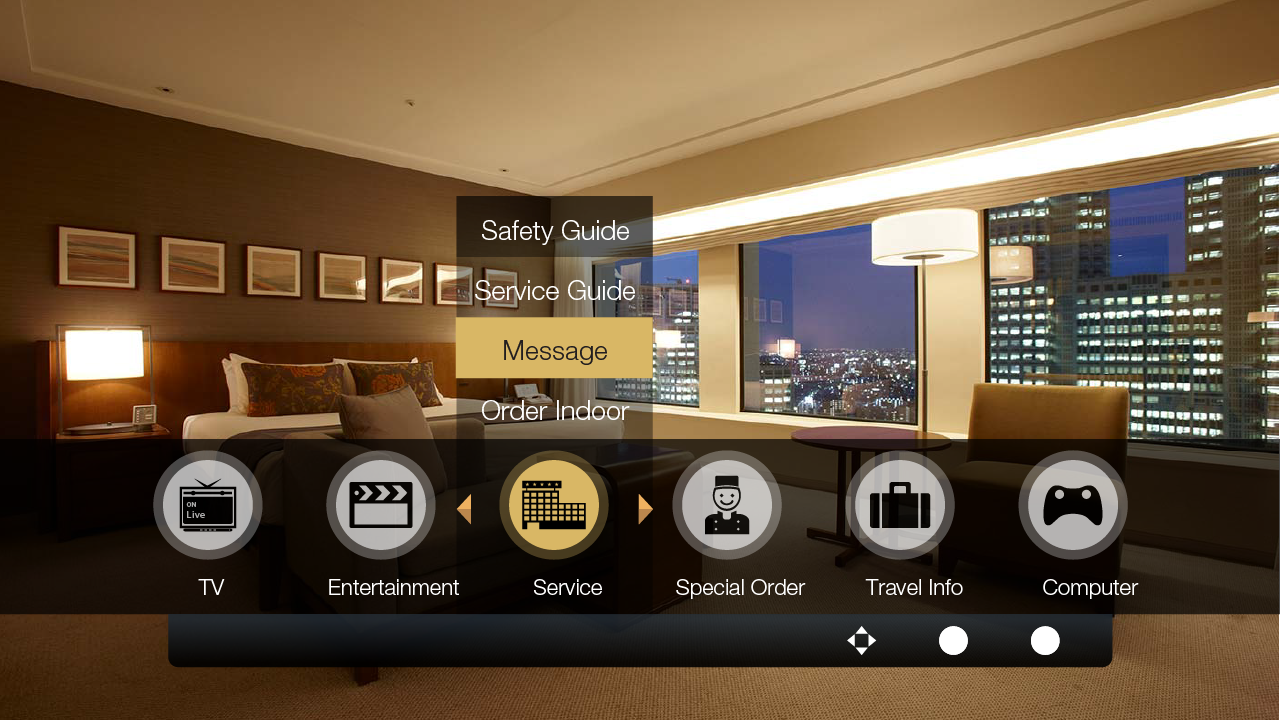 Safety Guide
Service Guide
Message
Order Indoor
ON
Live
TV
Entertainment
Service
Special Order
Travel Info
Computer